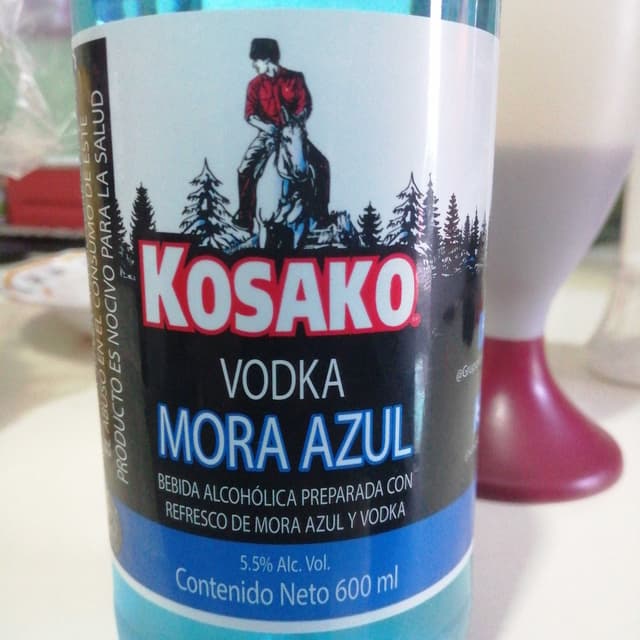 KOSAKO
VODKA
MORA AZUL
BEBIDA ALCOHÓLICA PREPARADA CON
REFRESCO DE MORA AZUL Y VODKA
5.5% Alc. Vol.
Contenido Neto 600 ml
EL ABUSO EN EL CONSUMO DE ESTE
PRODUCTO ES NOCIVO PARA LA SALUD